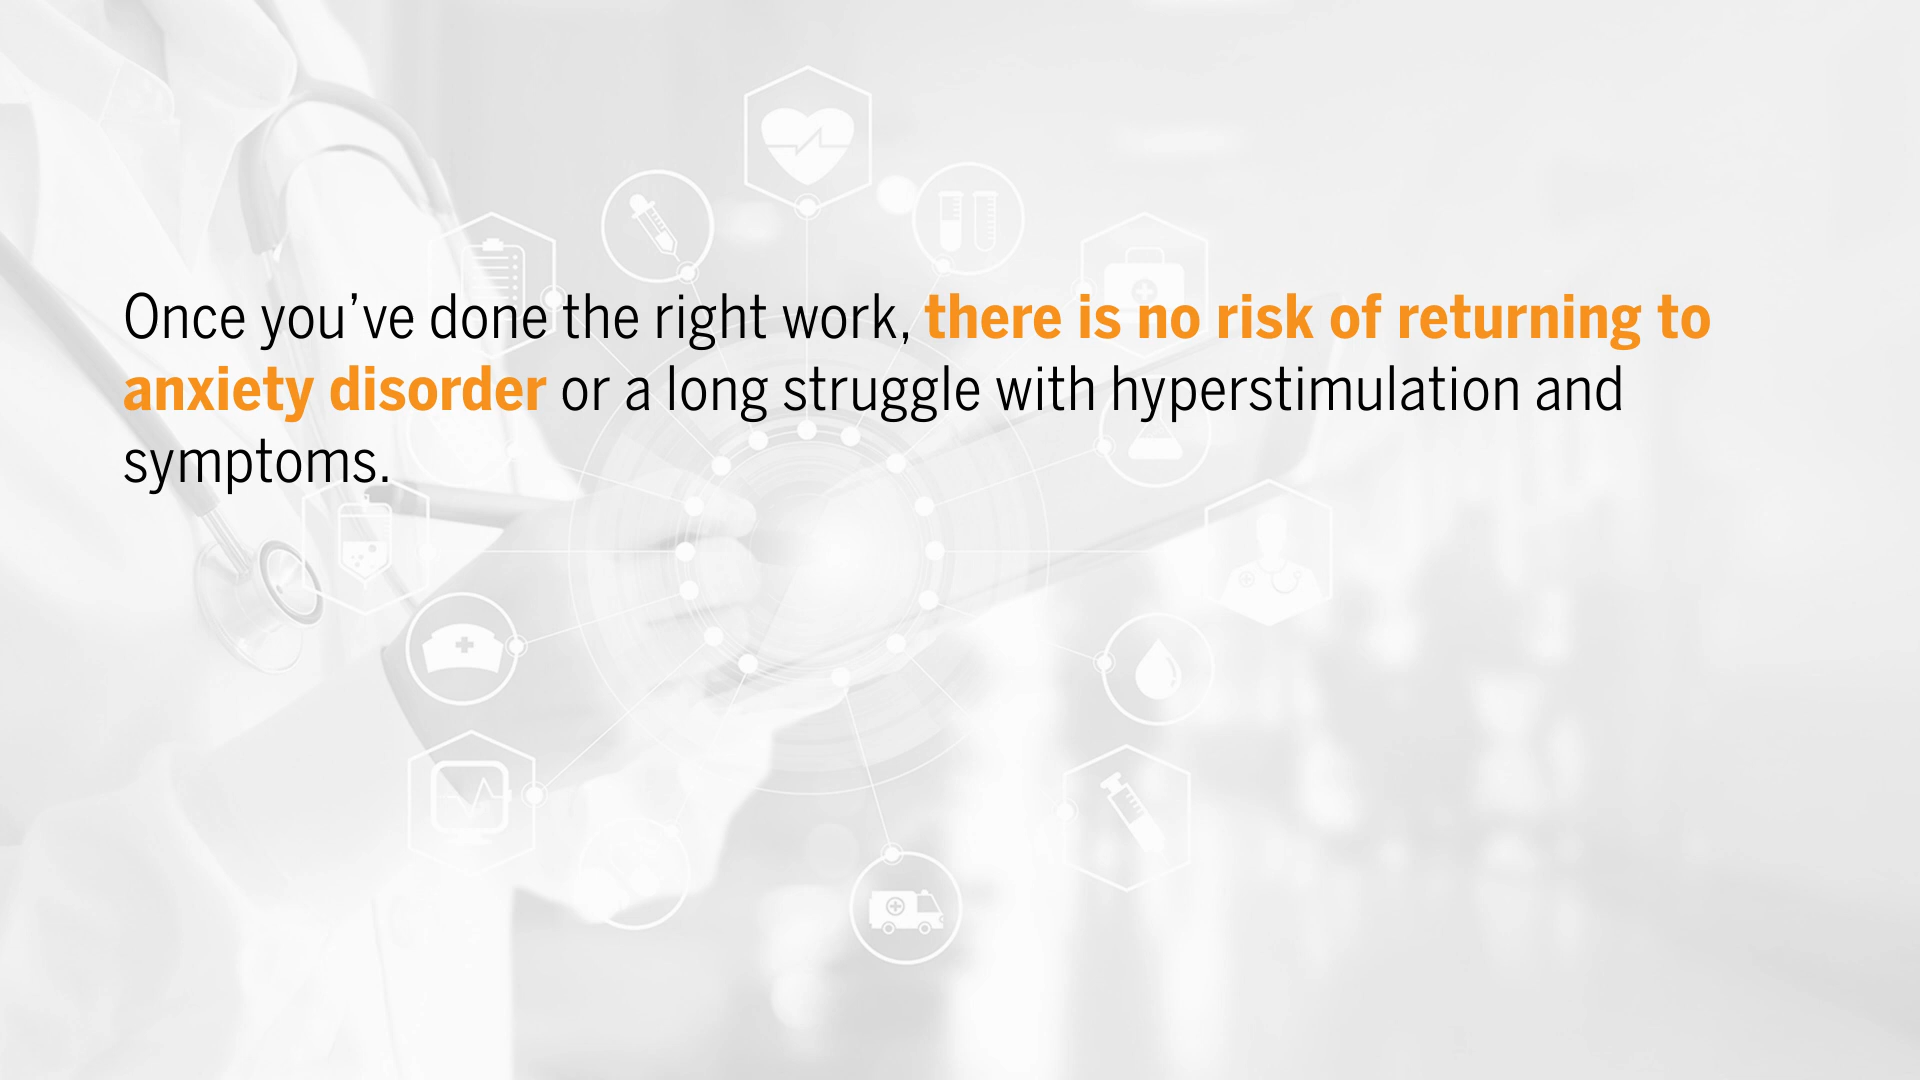 Once you’ve done the right work, there is no risk of returning to
anxiety disorder or a long struggle with hyperstimulation and
symptoms.